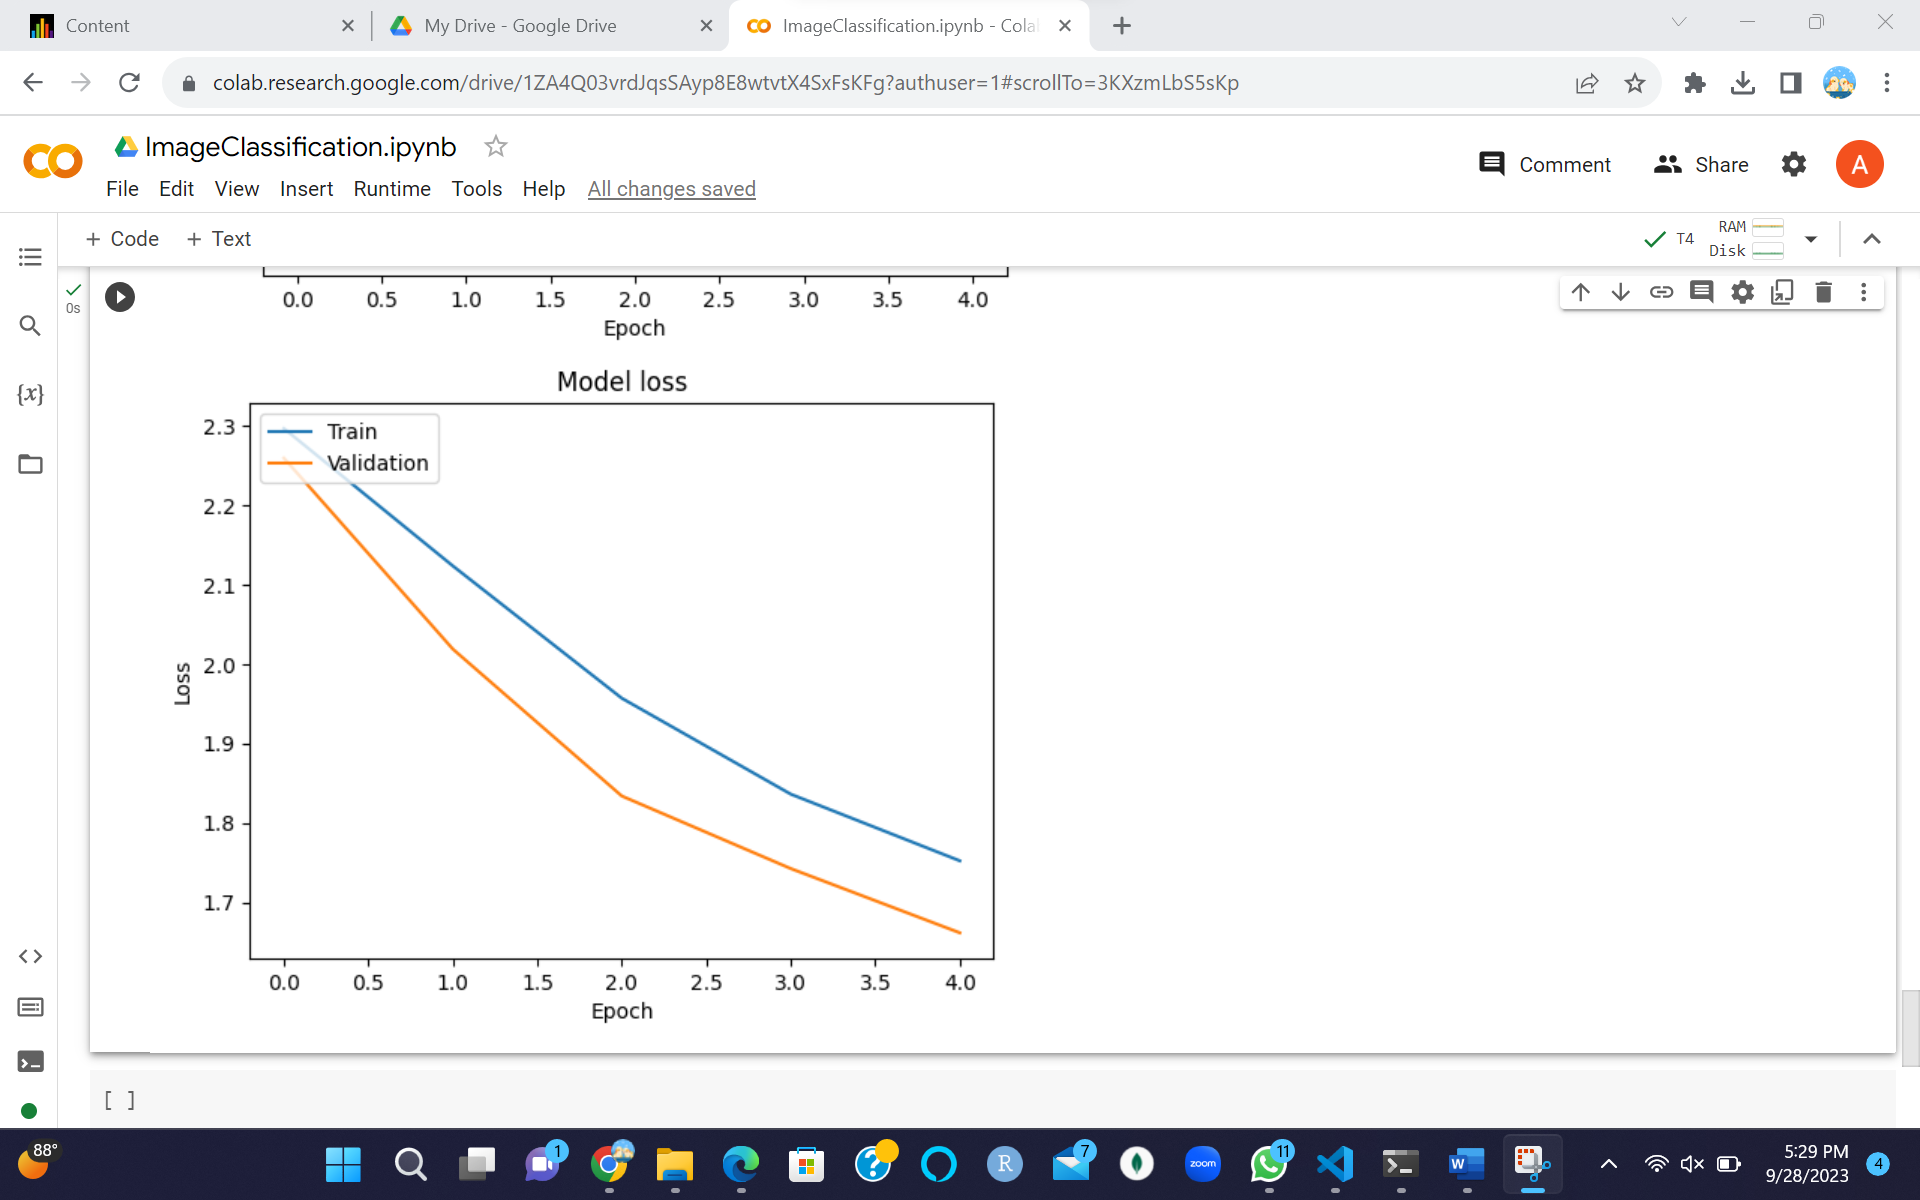 Content
My Drive - Google Drive
ImageClassification.ipynb - Cola
colab.research.google.com/drive/1ZA4Q03vrdJqsSAyp8E8wtvtX4SxFsKFg?authuser=1#scrollTo=3KXzmLbS5sKp
ImageClassification.ipynb
Comment
Share
A
File Edit View Insert Runtime Tools Help All changes saved
+ Code + Text
T4
RAM
Disk
0s
0.0 0.5 1.0 1.5 2.0 2.5 3.0 3.5 4.0
Epoch
{x}
Model loss
Train
Validation
2.3
2.2
2.1
2.0
1.9
1.8
1.7
Loss
0.0 0.5 1.0 1.5 2.0 2.5 3.0 3.5 4.0
Epoch
[ ]
88°
1
R
7
zoom
11
W
5:29 PM
9/28/2023
4